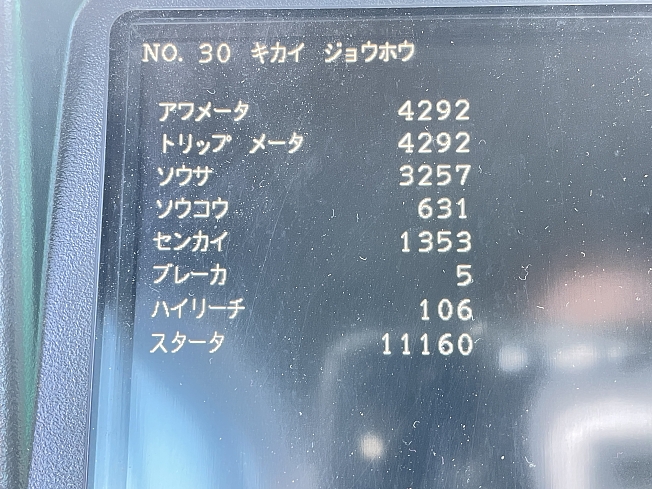 NO. 30 キカイ ジョウホウ
アワメータ 4292
トリップ メータ 4292
ソウサ 3257
ソウコウ 631
センカイ 1353
ブレーカ 5
ハイリーチ 106
スタータ 11160